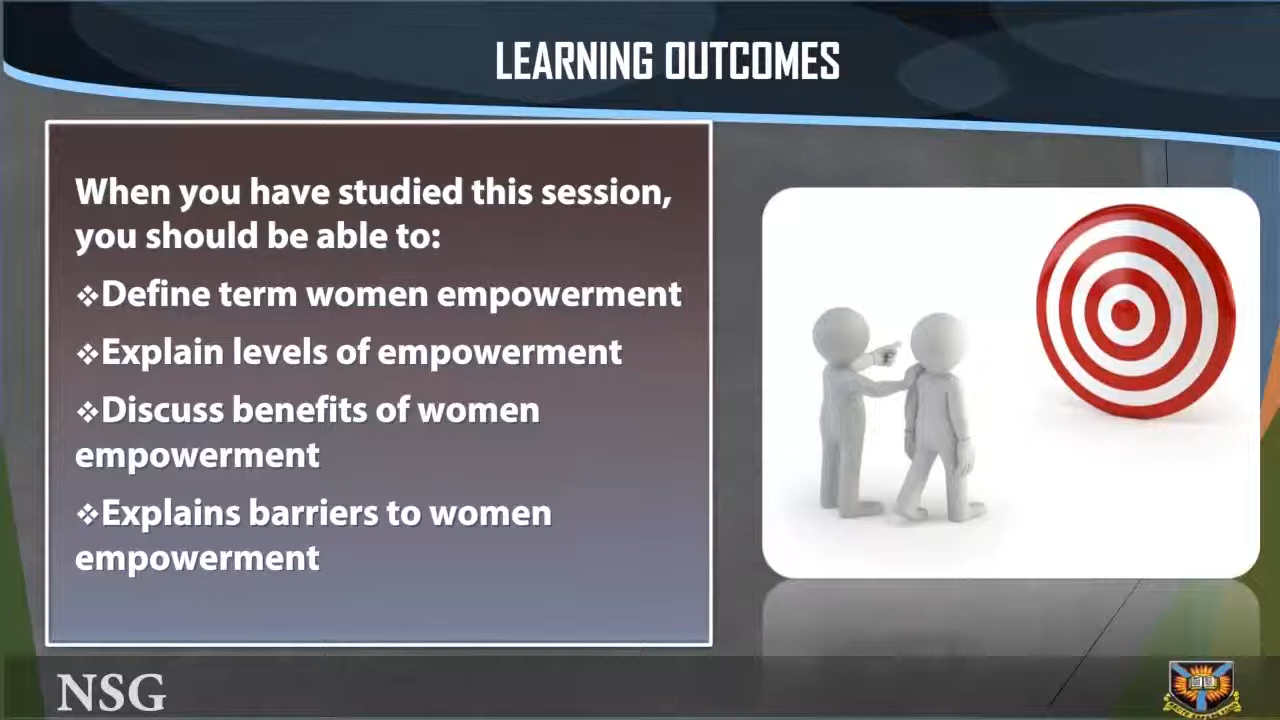 LEARNING OUTCOMES
When you have studied this session,
you should be able to:
❖Define term women empowerment
❖Explain levels of empowerment
❖Discuss benefits of women
empowerment
❖Explains barriers to women
empowerment
NSG